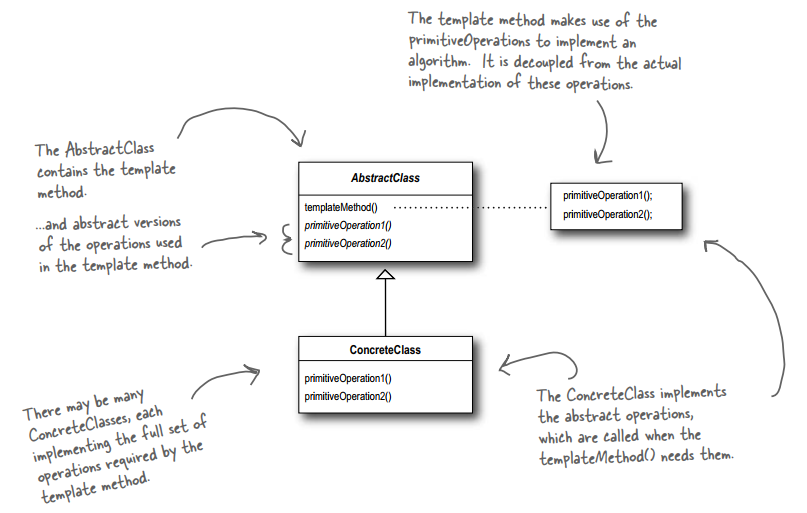 The template method makes use of the
primitiveOperations to implement an
algorithm. It is decoupled from the actual
implementation of these operations.
The AbstractClass
contains the template
method.
...and abstract versions
of the operations used
in the template method.
AbstractClass
templateMethod()
primitiveOperation1()
primitiveOperation2()
primitiveOperation1();
primitiveOperation2();
ConcreteClass
primitiveOperation1()
primitiveOperation2()
There may be many
ConcreteClasses, each
implementing the full set of
operations required by the
template method.
The ConcreteClass implements
the abstract operations,
which are called when the
templateMethod() needs them.